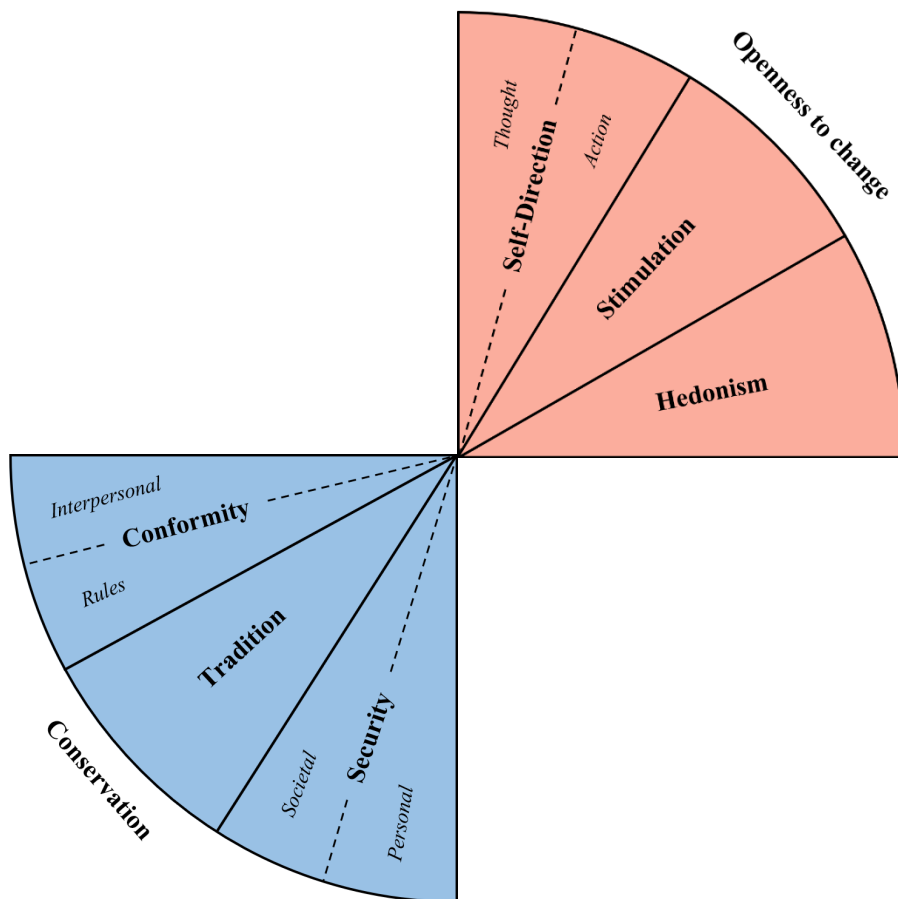 Openness to change
Thought
Self-Direction
Action
Stimulation
Hedonism
Interpersonal
Conformity
Rules
Tradition
Conservation
Societal
Security
Personal